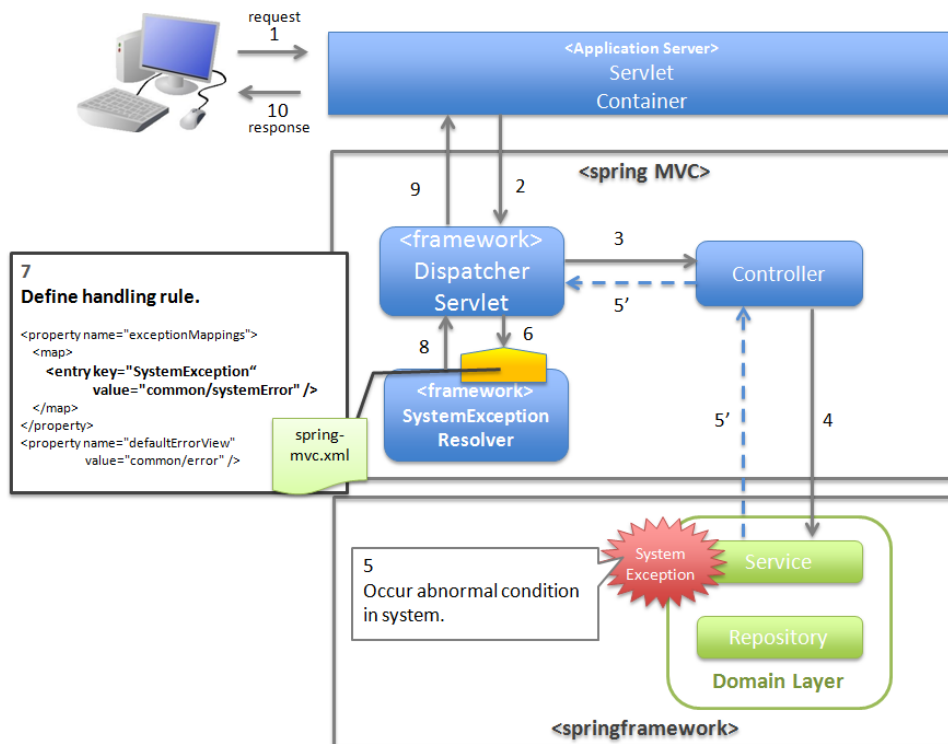 request
1
10
response
<Application Server>
Servlet
Container
<spring MVC>
9
2
<framework>
Dispatcher
Servlet
3
5’
Controller
7
Define handling rule.
<property name="exceptionMappings">
<map>
<entry key="SystemException“
value="common/systemError" />
</map>
</property>
<property name="defaultErrorView"
value="common/error" />
spring-
mvc.xml
8
6
<framework>
SystemException
Resolver
5’
4
5
Occur abnormal condition
in system.
System
Exception
Service
Repository
Domain Layer
<springframework>